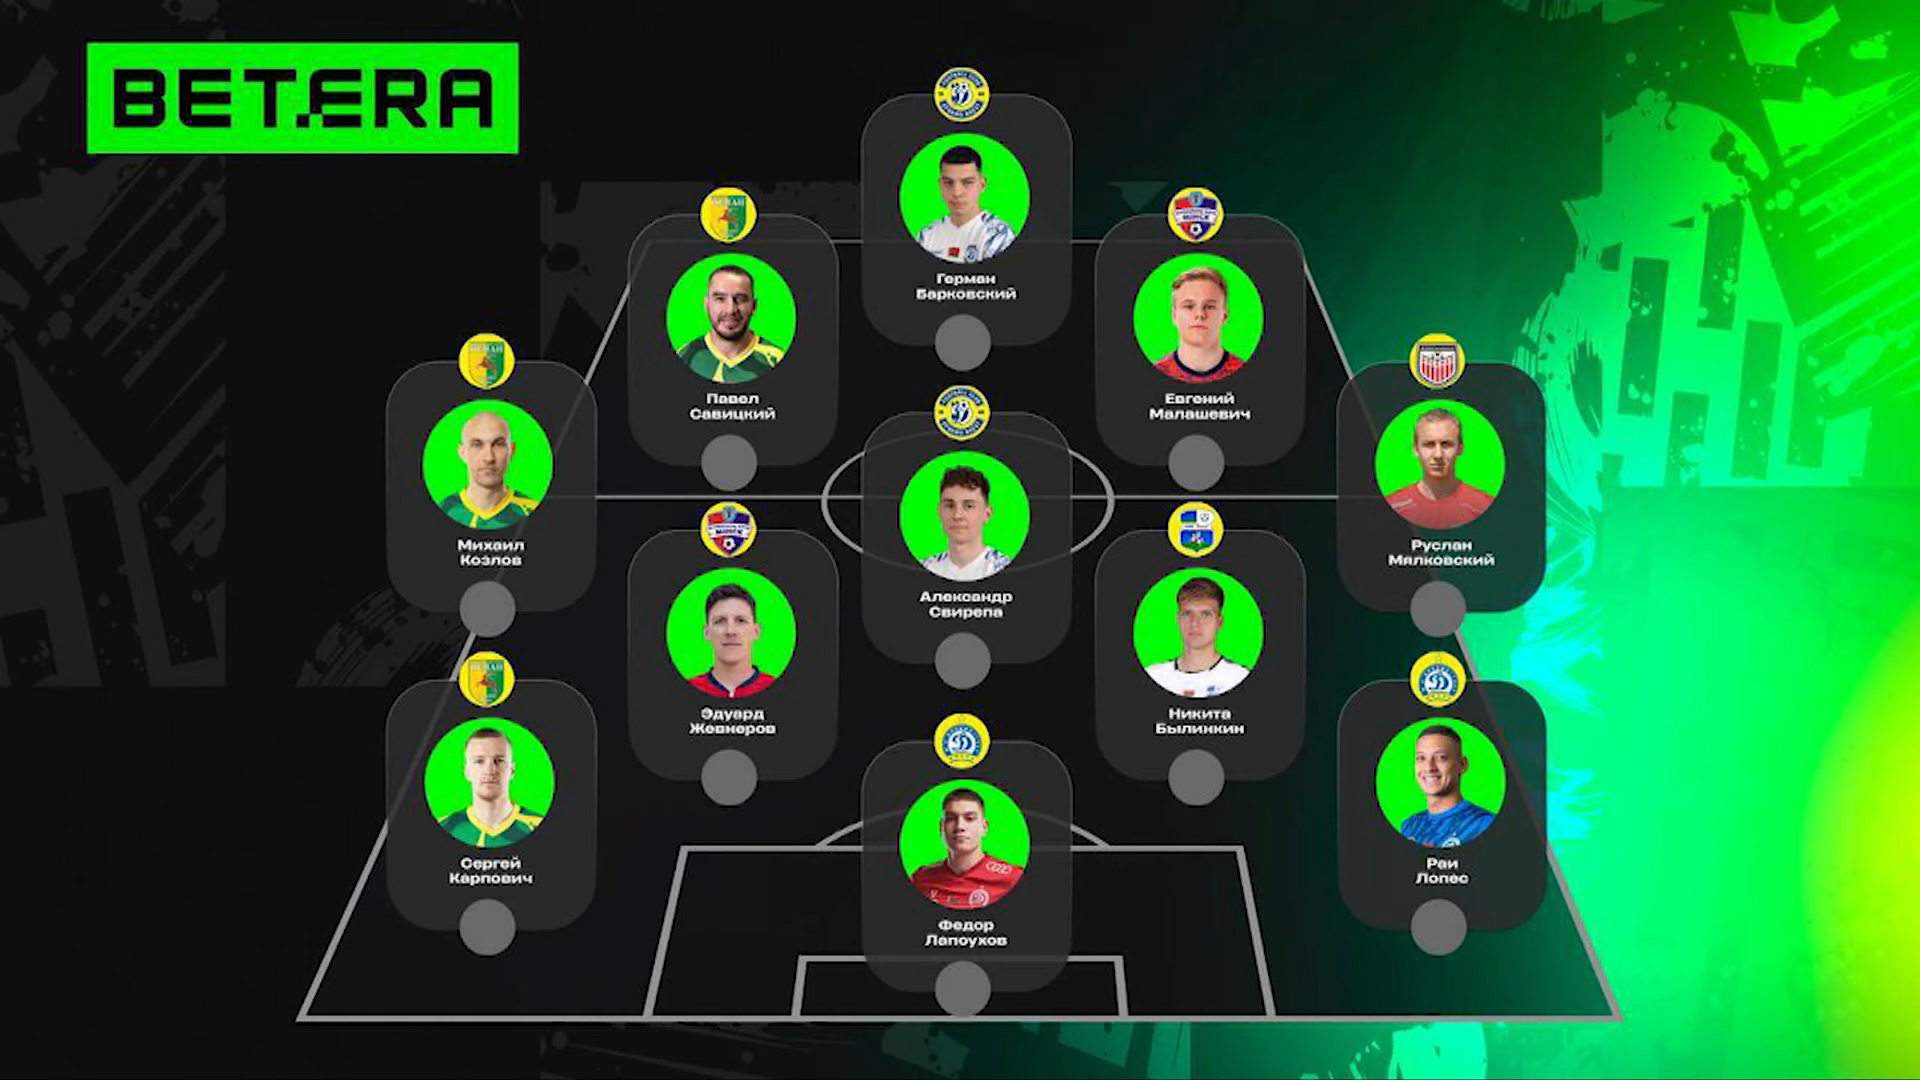 BETERA
Герман
Барковский
Павел
Савицкий
Евгений
Малашевич
Михаил
Козлов
Руслан
Мялковский
Александр
Свирепа
Эдуард
Жевнеров
Никита
Былинкин
Сергей
Карпович
Раи
Лопес
Федор
Лапоухов